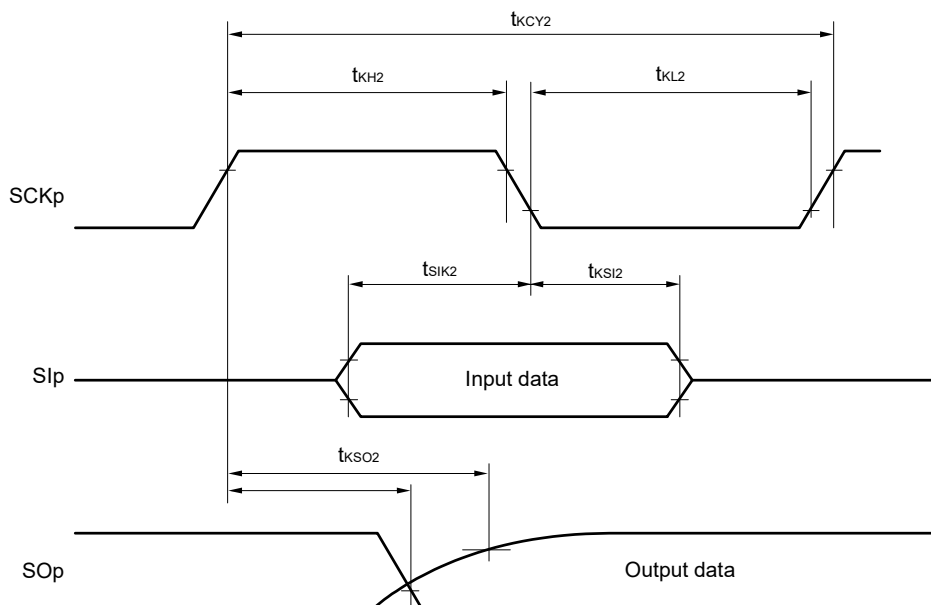 tKCY2
tKH2
tKL2
SCKp
tSIK2
tKSI2
SIp
Input data
tKSO2
SOp
Output data